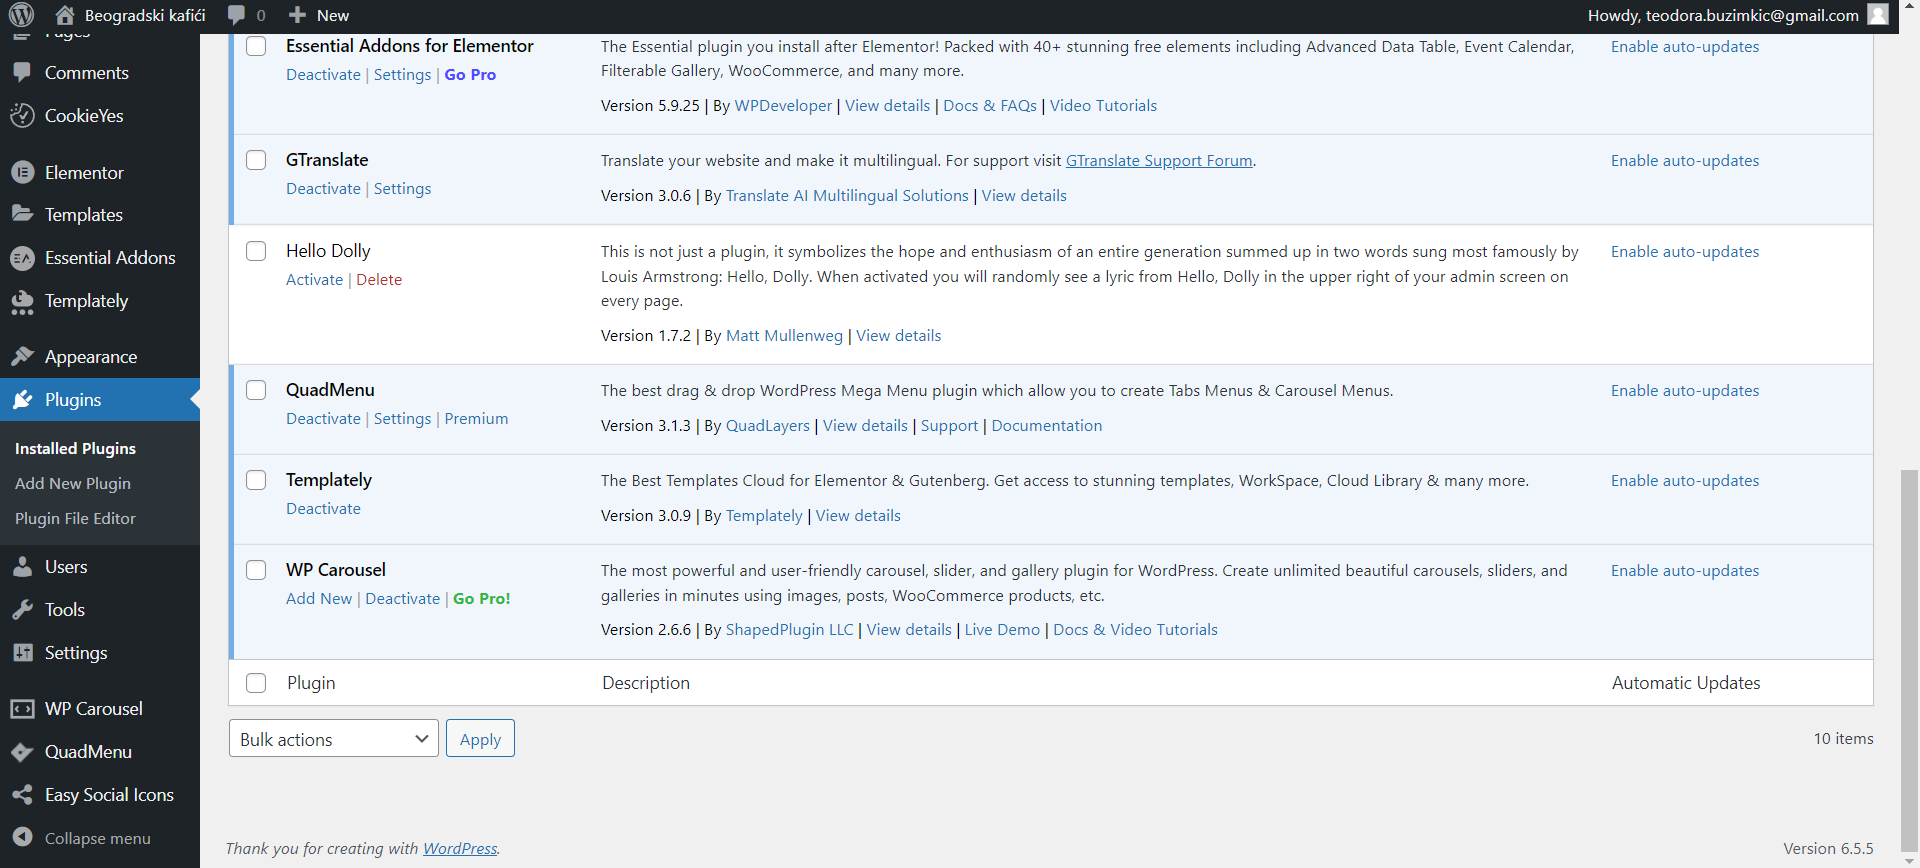 Beogradski kafići
0
New
Howdy, teodora.buzimkic@gmail.com
Pages
Comments
CookieYes
Elementor
Templates
Essential Addons
Templately
Appearance
Plugins
Installed Plugins
Add New Plugin
Plugin File Editor
Users
Tools
Settings
WP Carousel
QuadMenu
Easy Social Icons
Collapse menu
Essential Addons for Elementor
Deactivate | Settings | Go Pro
The Essential plugin you install after Elementor! Packed with 40+ stunning free elements including Advanced Data Table, Event Calendar,
Filterable Gallery, WooCommerce, and many more.
Version 5.9.25 | By WPDeveloper | View details | Docs & FAQs | Video Tutorials
Enable auto-updates
GTranslate
Deactivate | Settings
Translate your website and make it multilingual. For support visit GTranslate Support Forum.
Version 3.0.6 | By Translate AI Multilingual Solutions | View details
Enable auto-updates
Hello Dolly
Activate | Delete
This is not just a plugin, it symbolizes the hope and enthusiasm of an entire generation summed up in two words sung most famously by
Louis Armstrong: Hello, Dolly. When activated you will randomly see a lyric from Hello, Dolly in the upper right of your admin screen on
every page.
Version 1.7.2 | By Matt Mullenweg | View details
Enable auto-updates
QuadMenu
Deactivate | Settings | Premium
The best drag & drop WordPress Mega Menu plugin which allow you to create Tabs Menus & Carousel Menus.
Version 3.1.3 | By QuadLayers | View details | Support | Documentation
Enable auto-updates
Templately
Deactivate
The Best Templates Cloud for Elementor & Gutenberg. Get access to stunning templates, WorkSpace, Cloud Library & many more.
Version 3.0.9 | By Templately | View details
Enable auto-updates
WP Carousel
Add New | Deactivate | Go Pro!
The most powerful and user-friendly carousel, slider, and gallery plugin for WordPress. Create unlimited beautiful carousels, sliders, and
galleries in minutes using images, posts, WooCommerce products, etc.
Version 2.6.6 | By ShapedPlugin LLC | View details | Live Demo | Docs & Video Tutorials
Enable auto-updates
Plugin
Description
Automatic Updates
Bulk actions
Apply
10 items
Thank you for creating with WordPress.
Version 6.5.5